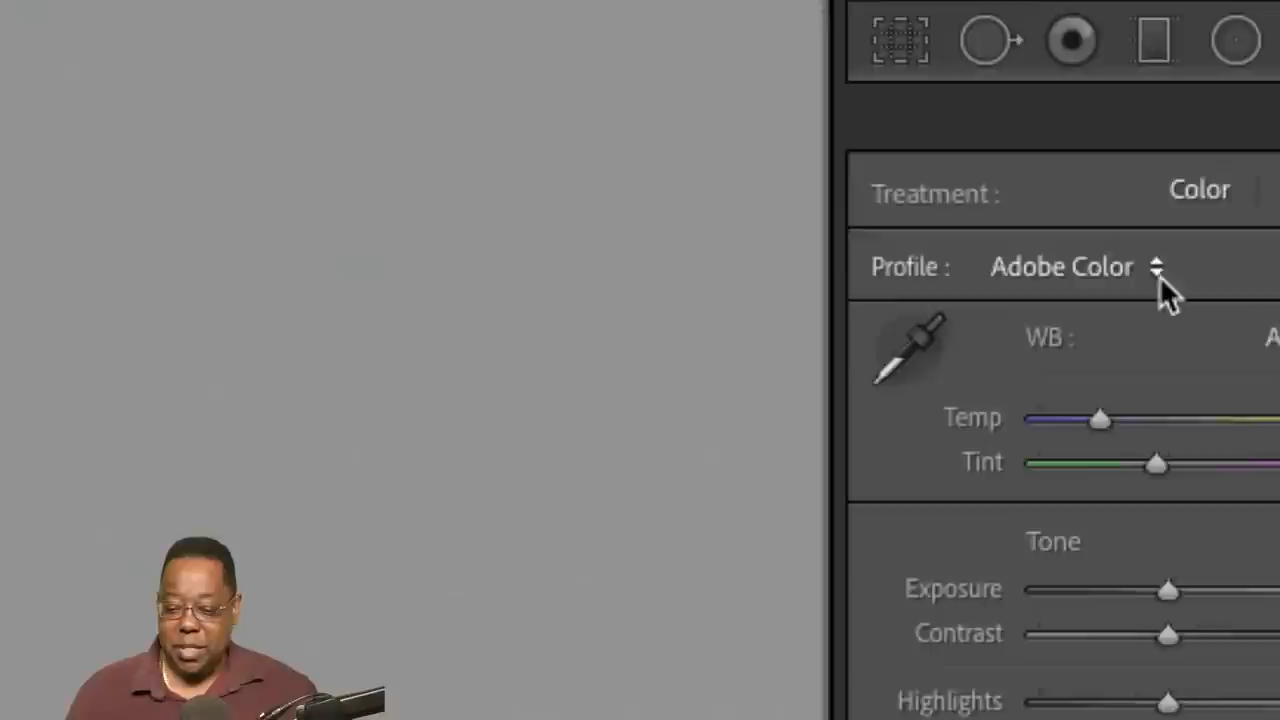 Treatment : Color
Profile : Adobe Color
WB : A
Temp
Tint
Tone
Exposure
Contrast
Highlights